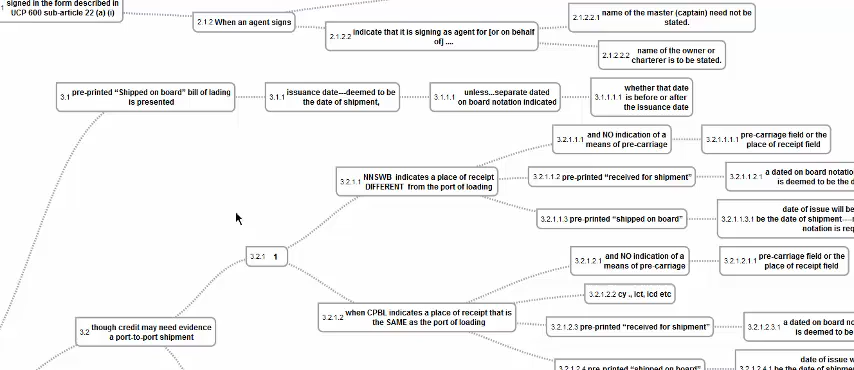 signed in the form described in
UCP 600 sub-article 22 (a) (i)
2.1.2 When an agent signs
2.1.2.2 indicate that it is signing as agent for [or on behalf
of] ....
2.1.2.2.1 name of the master (captain) need not be
stated.
2.1.2.2.2 name of the owner or
charterer is to be stated.
3.1 pre-printed “Shipped on board” bill of lading
is presented
3.1.1 issuance date---deemed to be
the date of shipment,
3.1.1.1 unless...separate dated
on board notation indicated
3.1.1.1.1 whether that date
is before or after
the issuance date
3.2.1.1.1 and NO indication of a
means of pre-carriage
3.2.1.1.1.1 pre-carriage field or the
place of receipt field
3.2.1.1 NNSWB indicates a place of receipt
DIFFERENT from the port of loading
3.2.1.1.2 pre-printed “received for shipment”
3.2.1.1.2.1 a dated on board notatio
is deemed to be the d
3.2.1.1.3 pre-printed “shipped on board”
date of issue will be
3.2.1.1.3.1 be the date of shipment---
notation is req
3.2.1 1
3.2.1.2.1 and NO indication of a
means of pre-carriage
3.2.1.2.1.1 pre-carriage field or the
place of receipt field
3.2.1.2.2 cy ., ict, icd etc
3.2.1.2 when CPBL indicates a place of receipt that is
the SAME as the port of loading
3.2.1.2.3 pre-printed “received for shipment”
3.2.1.2.3.1 a dated on board no
is deemed to be
3.2 though credit may need evidence
a port-to-port shipment
3.2.1.2.4 pre-printed “shipped on board”
date of issue w
3.2.1.2.4.1 be the date of shipme